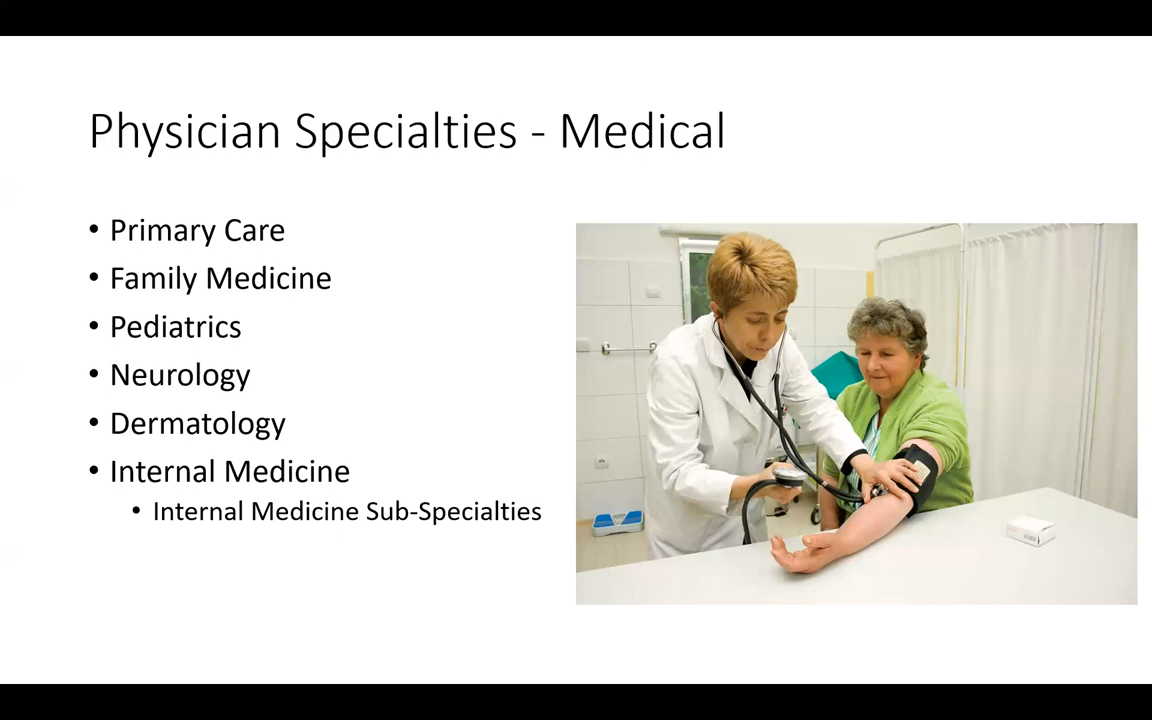 Physician Specialties - Medical
• Primary Care
• Family Medicine
• Pediatrics
• Neurology
• Dermatology
• Internal Medicine
• Internal Medicine Sub-Specialties